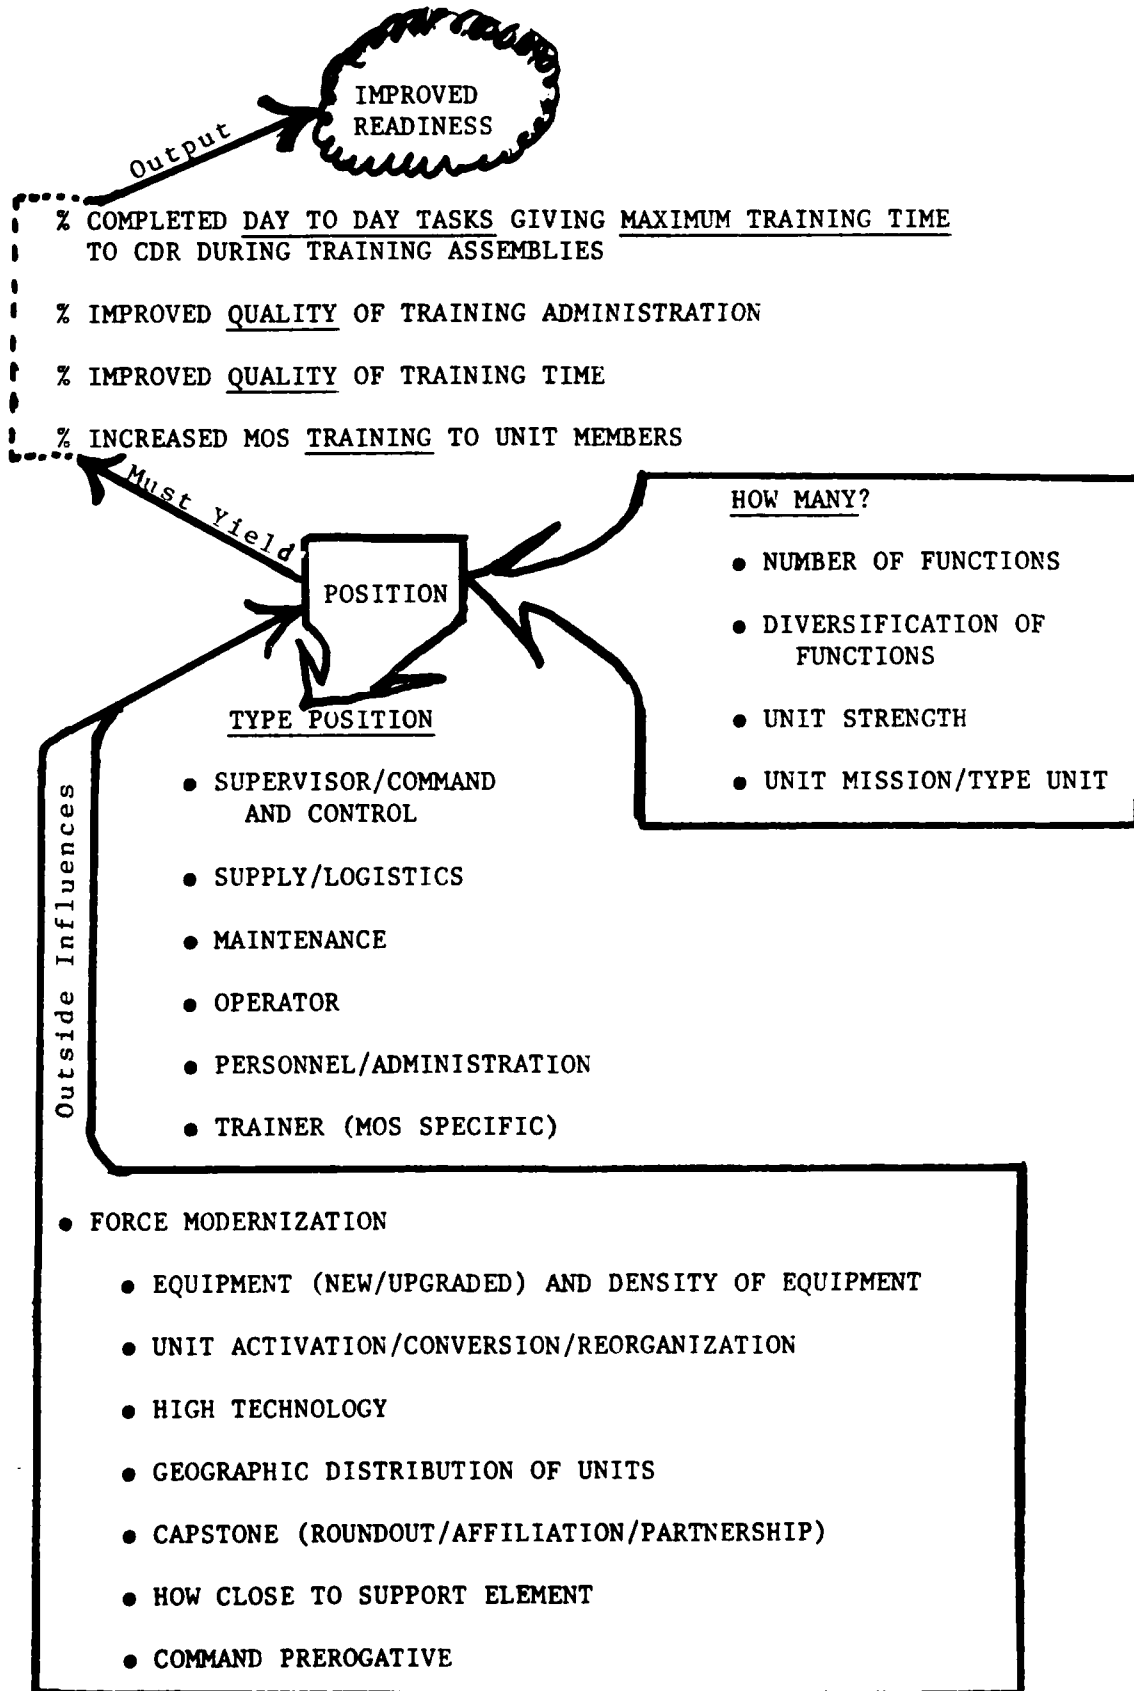 IMPROVED
READINESS
Output
% COMPLETED DAY TO DAY TASKS GIVING MAXIMUM TRAINING TIME
TO CDR DURING TRAINING ASSEMBLIES
% IMPROVED QUALITY OF TRAINING ADMINISTRATION
% IMPROVED QUALITY OF TRAINING TIME
% INCREASED MOS TRAINING TO UNIT MEMBERS
Must Yield
POSITION
HOW MANY?
• NUMBER OF FUNCTIONS
• DIVERSIFICATION OF
FUNCTIONS
• UNIT STRENGTH
• UNIT MISSION/TYPE UNIT
TYPE POSITION
• SUPERVISOR/COMMAND
AND CONTROL
• SUPPLY/LOGISTICS
• MAINTENANCE
• OPERATOR
• PERSONNEL/ADMINISTRATION
• TRAINER (MOS SPECIFIC)
Outside Influences
• FORCE MODERNIZATION
• EQUIPMENT (NEW/UPGRADED) AND DENSITY OF EQUIPMENT
• UNIT ACTIVATION/CONVERSION/REORGANIZATION
• HIGH TECHNOLOGY
• GEOGRAPHIC DISTRIBUTION OF UNITS
• CAPSTONE (ROUNDOUT/AFFILIATION/PARTNERSHIP)
• HOW CLOSE TO SUPPORT ELEMENT
• COMMAND PREROGATIVE